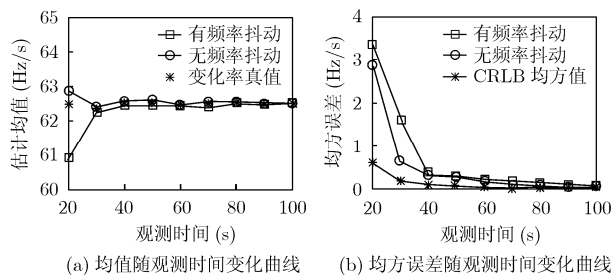 65
64
63
62
61
60
估计均值 (Hz/s)
有频率抖动
无频率抖动
变化率真值
20 40 60 80 100
观测时间 (s)
(a) 均值随观测时间变化曲线
4
3
2
1
0
均方误差 (Hz/s)
有频率抖动
无频率抖动
CRLB 均方值
20 40 60 80 100
观测时间 (s)
(b) 均方误差随观测时间变化曲线